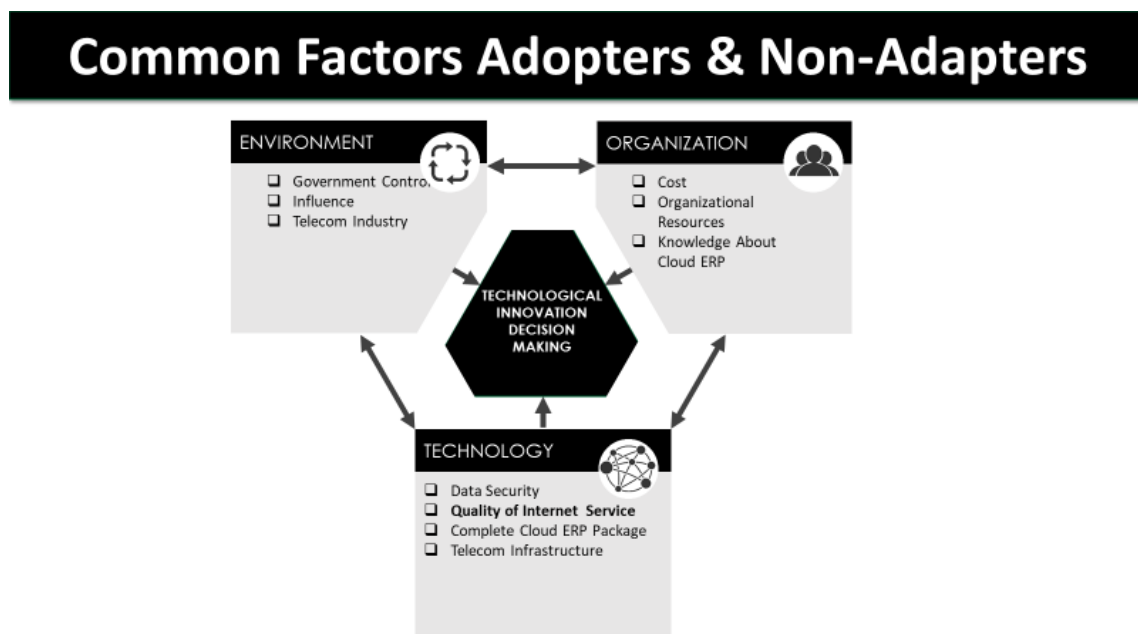 Common Factors Adopters & Non-Adapters
ENVIRONMENT
Government Control
Influence
Telecom Industry
ORGANIZATION
Cost
Organizational
Resources
Knowledge About
Cloud ERP
TECHNOLOGICAL
INNOVATION
DECISION
MAKING
TECHNOLOGY
Data Security
Quality of Internet Service
Complete Cloud ERP Package
Telecom Infrastructure